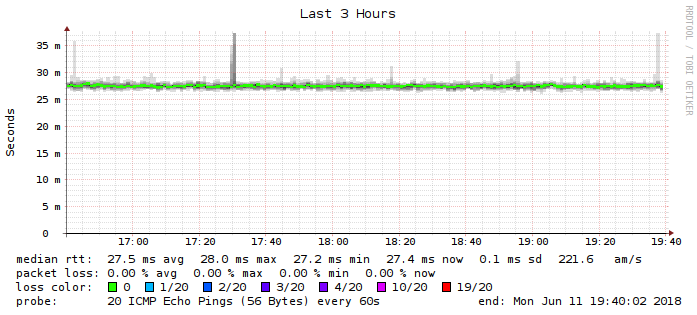 Last 3 Hours
RRDTOOL / TOBI OETIKER
Seconds
35 m
30 m
25 m
20 m
15 m
10 m
5 m
0
17:00 17:20 17:40 18:00 18:20 18:40 19:00 19:20 19:40
median rtt: 27.5 ms avg 28.0 ms max 27.2 ms min 27.4 ms now 0.1 ms sd 221.6 am/s
packet loss: 0.00 % avg 0.00 % max 0.00 % min 0.00 % now
loss color: 0 1/20 2/20 3/20 4/20 10/20 19/20
probe: 20 ICMP Echo Pings (56 Bytes) every 60s end: Mon Jun 11 19:40:02 2018